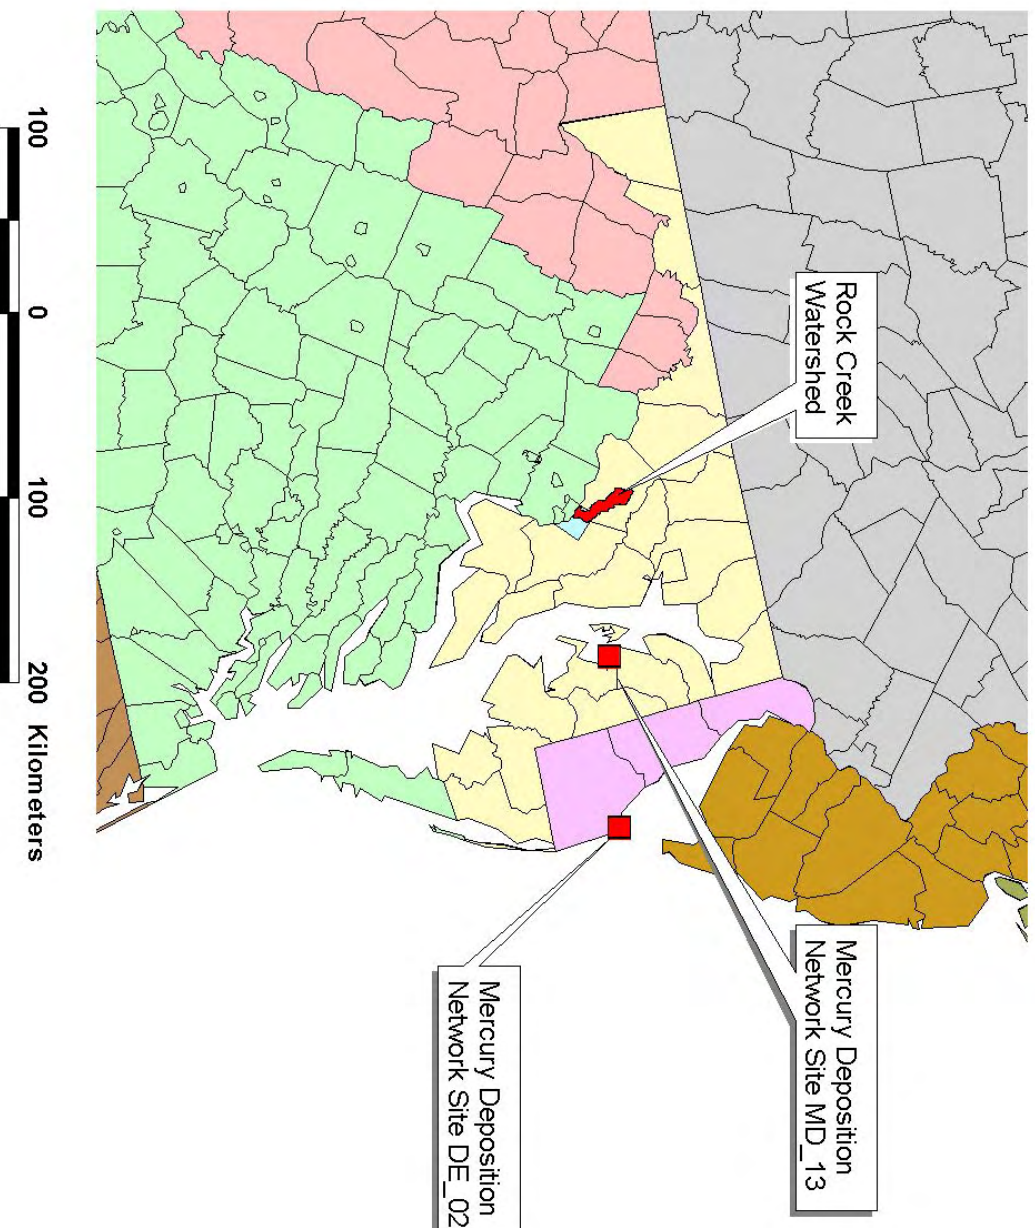 Rock Creek
Watershed
Mercury Deposition
Network Site MD_13
Mercury Deposition
Network Site DE_02
100 0 100 200 Kilometers